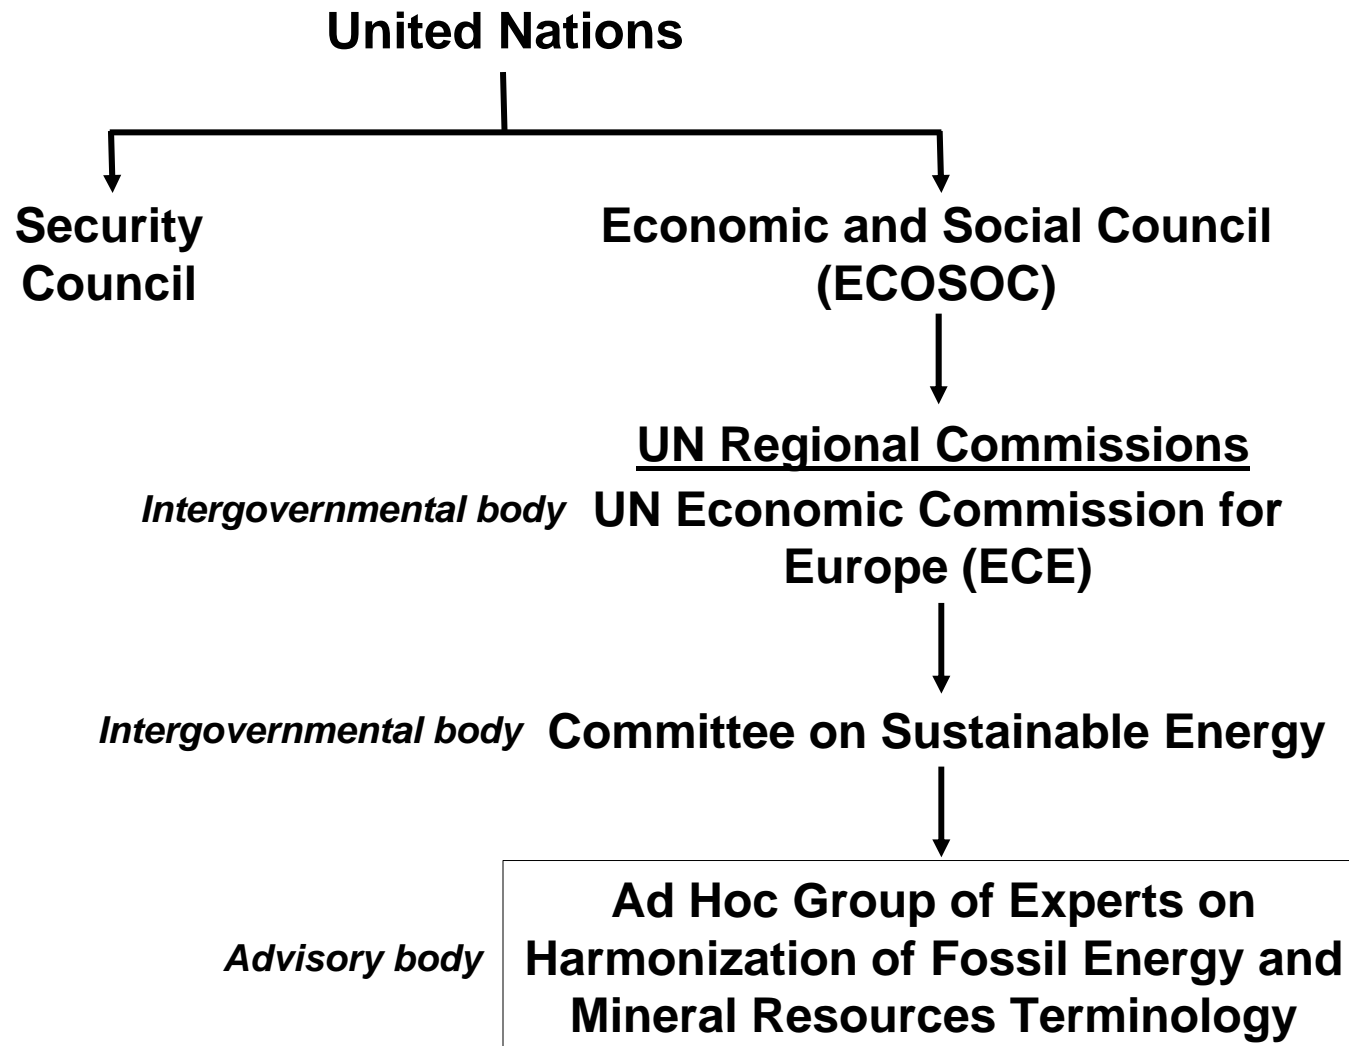 United Nations
Security
Council
Economic and Social Council
(ECOSOC)
UN Regional Commissions
Intergovernmental body UN Economic Commission for
Europe (ECE)
Intergovernmental body Committee on Sustainable Energy
Ad Hoc Group of Experts on
Advisory body Harmonization of Fossil Energy and
Mineral Resources Terminology